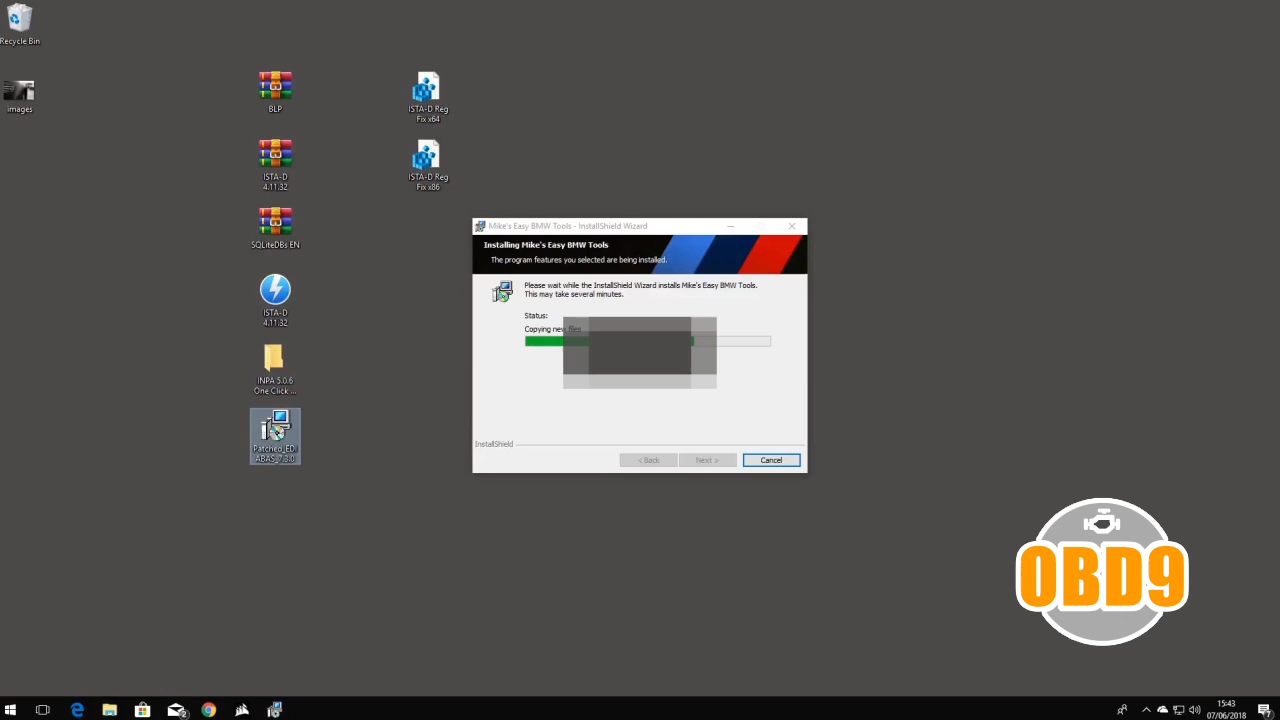 Recycle Bin
images
BLP
ISTA-D
4.11.32
SQLiteDBs EN
ISTA-D
4.11.32
INPA 5.0.6
One Click ...
Patched_EDI
ABAS_7.3.0
ISTA-D Reg
Fix x64
ISTA-D Reg
Fix x86
Mike's Easy BMW Tools - InstallShield Wizard
Installing Mike's Easy BMW Tools
The program features you selected are being installed.
Please wait while the InstallShield Wizard installs Mike's Easy BMW Tools.
This may take several minutes.
Status:
Copying new files
InstallShield
< Back
Next >
Cancel
OBD9
15:43
07/06/2018